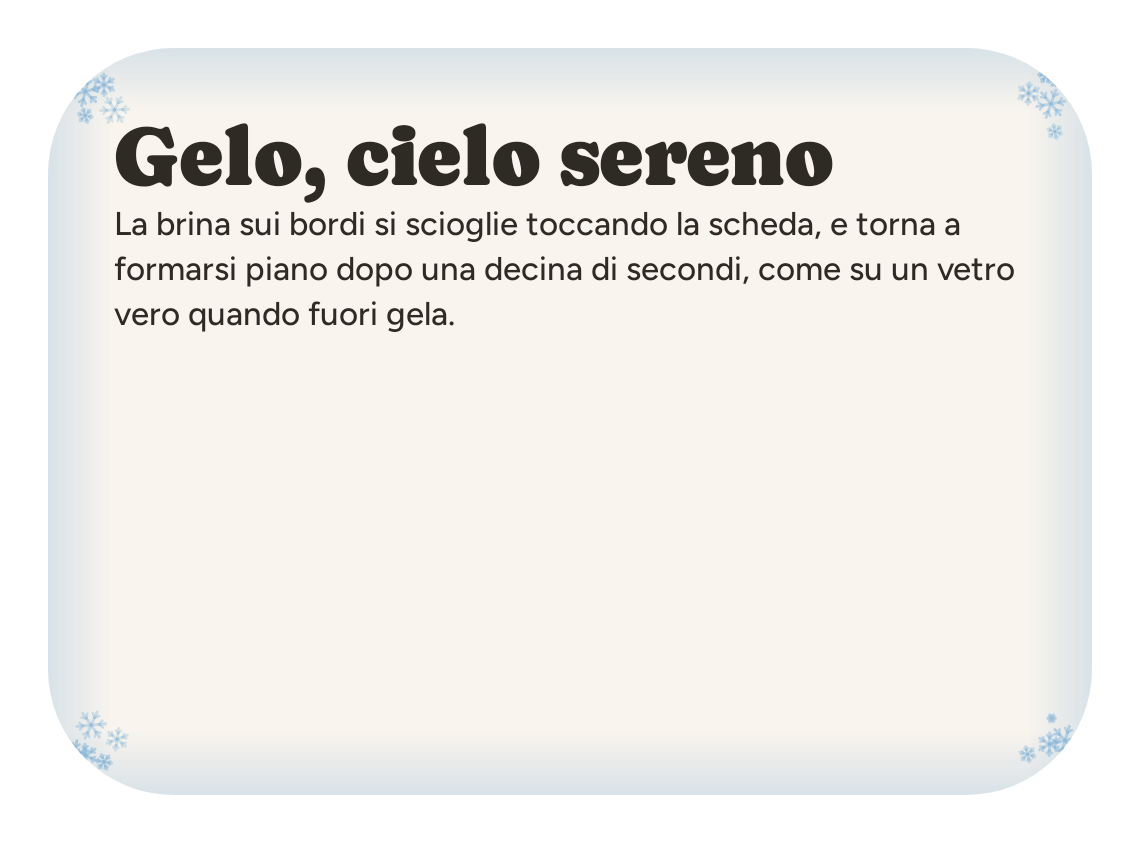 Gelo, cielo sereno
La brina sui bordi si scioglie toccando la scheda, e torna a
formarsi piano dopo una decina di secondi, come su un vetro
vero quando fuori gela.